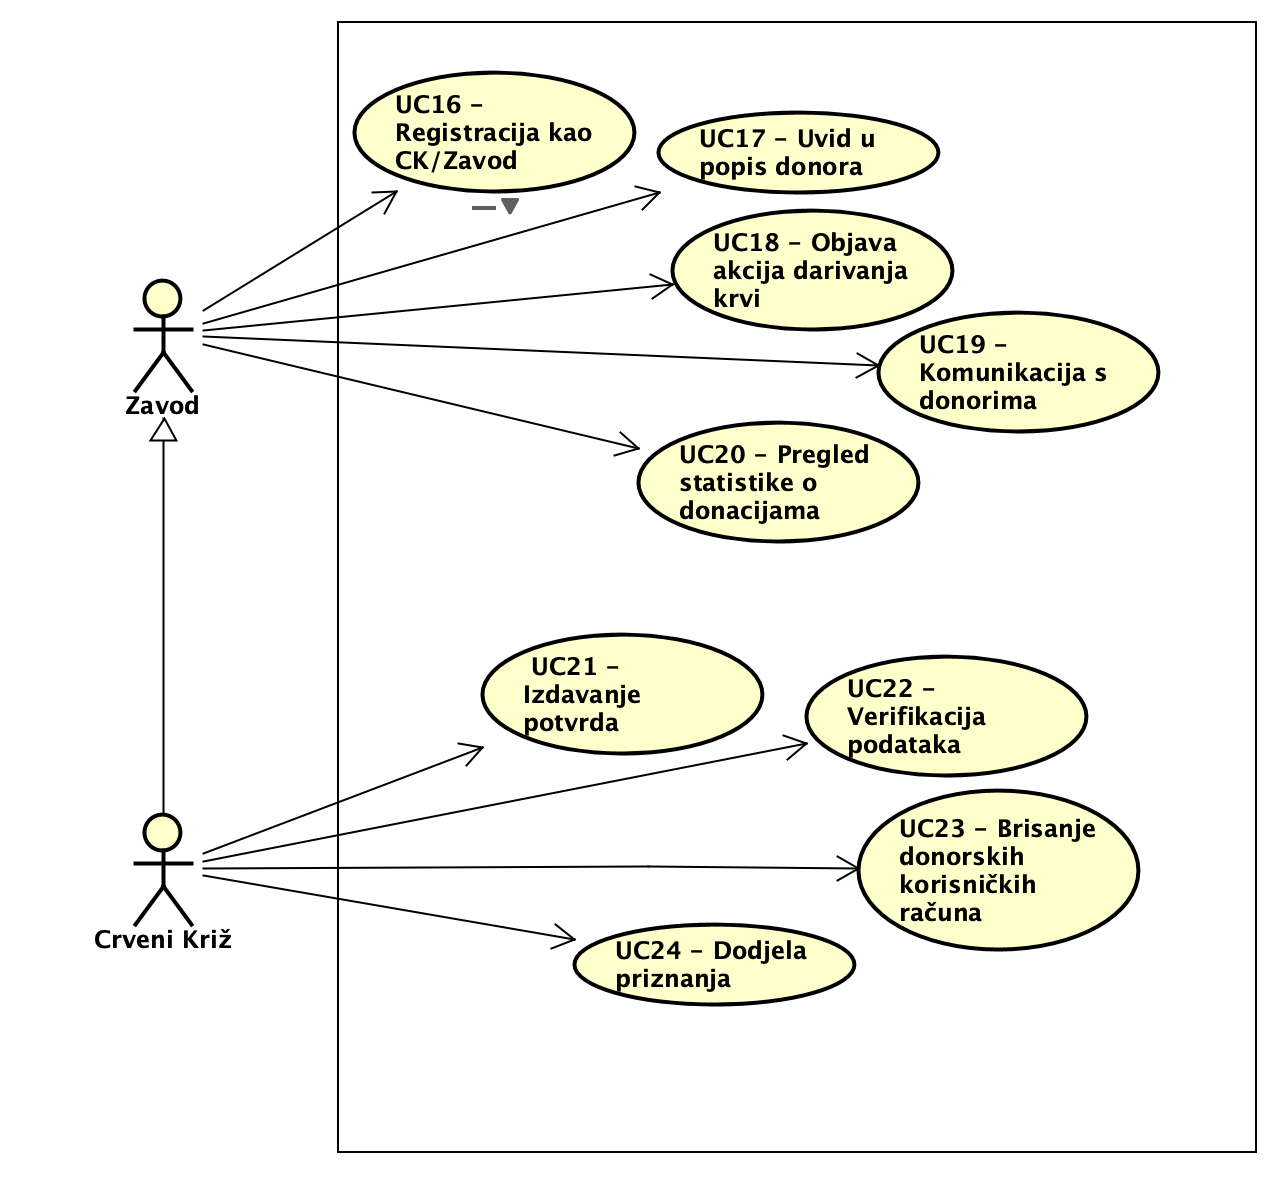 UC16 –
Registracija kao
CK/Zavod
UC17 – Uvid u
popis donora
UC18 – Objava
akcija darivanja
krvi
UC19 –
Komunikacija s
donorima
Zavod
UC20 – Pregled
statistike o
donacijama
UC21 –
Izdavanje
potvrda
UC22 –
Verifikacija
podataka
UC23 – Brisanje
donorskih
korisničkih
računa
Crveni Križ
UC24 – Dodjela
priznanja